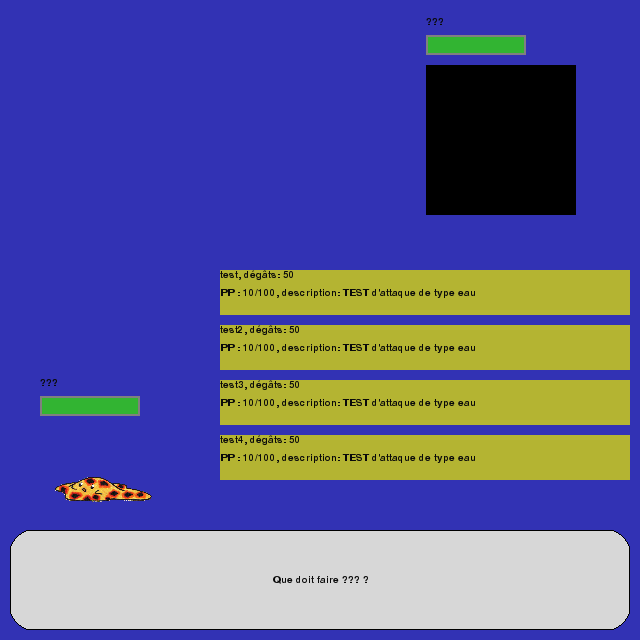 ???
test, dégâts: 50
PP : 10/100, description: TEST d'attaque de type eau
test2, dégâts: 50
PP : 10/100, description: TEST d'attaque de type eau
???
test3, dégâts: 50
PP : 10/100, description: TEST d'attaque de type eau
test4, dégâts: 50
PP : 10/100, description: TEST d'attaque de type eau
Que doit faire ??? ?